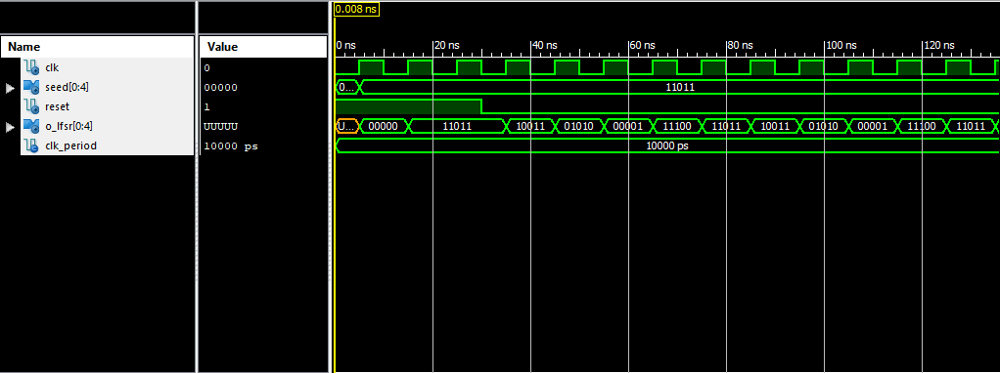 0.008 ns
Name Value 0 ns 20 ns 40 ns 60 ns 80 ns 100 ns 120 ns
clk 0
seed[0:4] 00000 0... 11011
reset 1
o_lfsr[0:4] UUUUU U... 00000 11011 10011 01010 00001 11100 11011 10011 01010 00001 11100 11011
clk_period 10000 ps 10000 ps